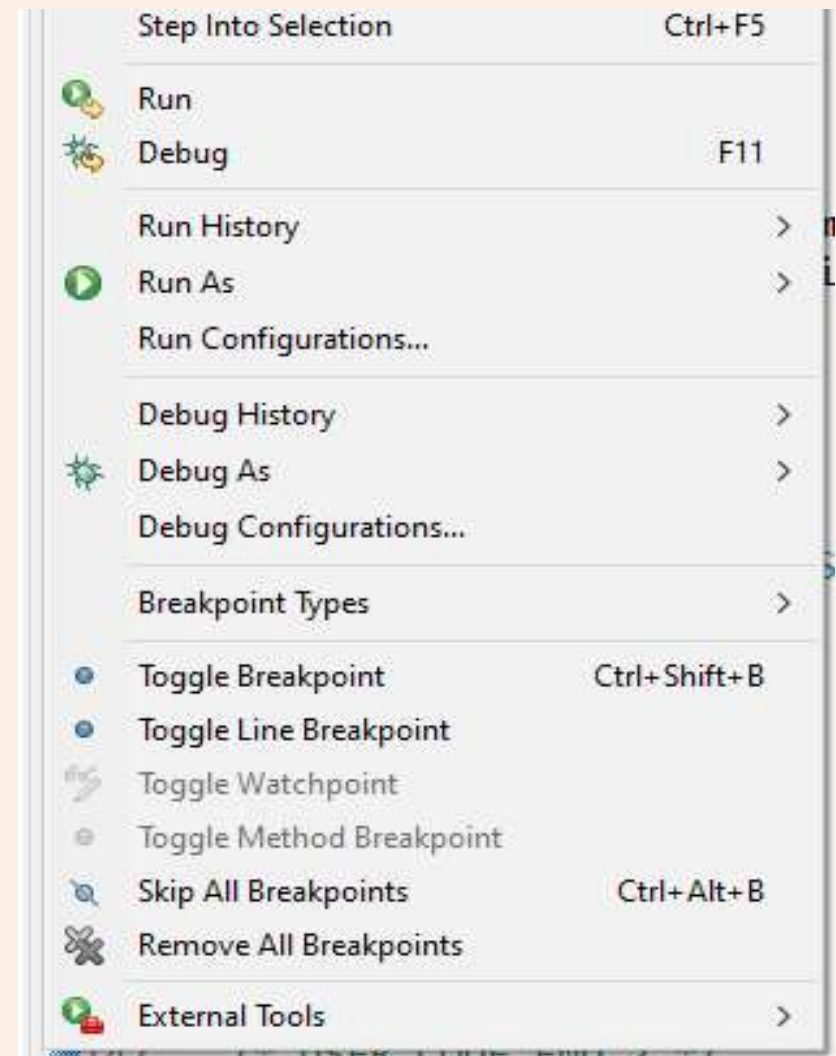 Step Into Selection Ctrl+F5
Run
Debug F11
Run History
Run As
Run Configurations...
Debug History
Debug As
Debug Configurations...
Breakpoint Types
Toggle Breakpoint Ctrl+Shift+B
Toggle Line Breakpoint
Toggle Watchpoint
Toggle Method Breakpoint
Skip All Breakpoints Ctrl+Alt+B
Remove All Breakpoints
External Tools